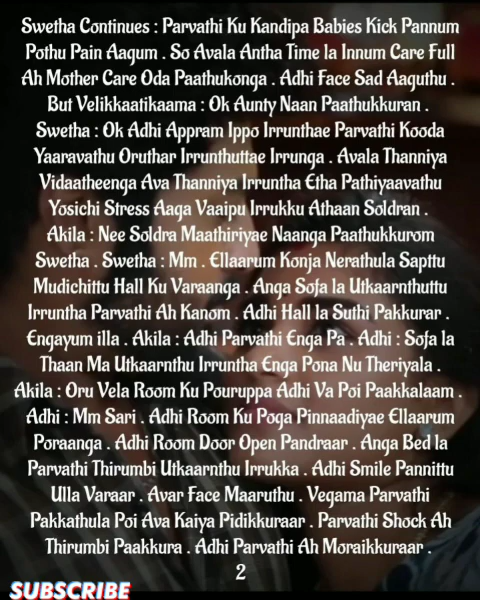 Swetha Continues : Parvathi Ku Kandipa Babies Kick Pannum
Pothu Pain Aagum . So Avala Antha Time la Innum Care Full
Ah Mother Care Oda Paathukonga . Adhi Face Sad Aaguthu .
But Velikkaatikaama : Ok Aunty Naan Paathukkuran .
Swetha : Ok Adhi Appram Ippo Irrunthae Parvathi Kooda
Yaaravathu Oruthar Irrunthuttae Irrunga . Avala Thanniya
Vidaatheenga Ava Thanniya Irruntha Etha Pathiyaavathu
Yosichi Stress Aaga Vaaipu Irrukku Athaan Soldran .
Akila : Nee Soldra Maathiriyae Naanga Paathukkurom
Swetha . Swetha : Mm . Ellaarum Konja Nerathula Sapttu
Mudichittu Hall Ku Varaanga . Anga Sofa la Utkaarnthuttu
Irruntha Parvathi Ah Kanom . Adhi Hall la Suthi Pakkurar .
Engayum illa . Akila : Adhi Parvathi Enga Pa . Adhi : Sofa la
Thaan Ma Utkaarnthu Irruntha Enga Pona Nu Theriyala .
Akila : Oru Vela Room Ku Pouruppa Adhi Va Poi Paakkalaam .
Adhi : Mm Sari . Adhi Room Ku Poga Pinnaadiyae Ellaarum
Poraanga . Adhi Room Door Open Pandraar . Anga Bed la
Parvathi Thirumbi Utkaarnthu Irrukka . Adhi Smile Pannittu
Ulla Varaar . Avar Face Maaruthu . Vegama Parvathi
Pakkathula Poi Ava Kaiya Pidikkuraar . Parvathi Shock Ah
Thirumbi Paakkura . Adhi Parvathi Ah Moraikkuraar .
2
SUBSCRIBE